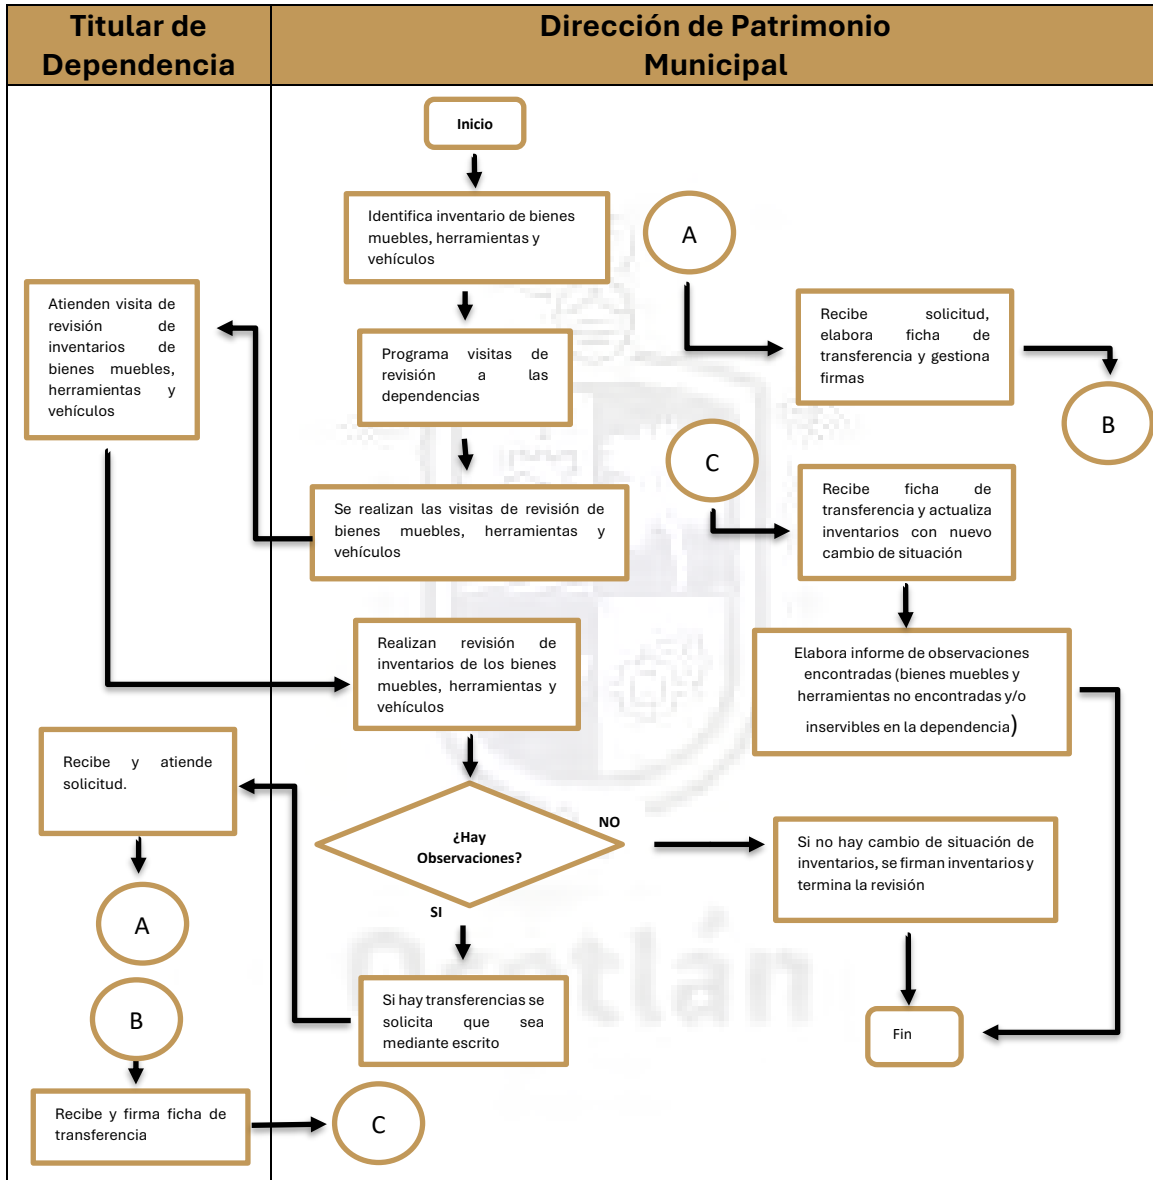 Titular de
Dependencia
Dirección de Patrimonio
Municipal
Inicio
Identifica inventario de bienes
muebles, herramientas y
vehículos
A
Atienden visita de
revisión de
inventarios de
bienes muebles,
herramientas y
vehículos
Programa visitas de
revisión a las
dependencias
Recibe solicitud,
elabora ficha de
transferencia y gestiona
firmas
B
C
Se realizan las visitas de revisión de
bienes muebles, herramientas y
vehículos
Recibe ficha de
transferencia y actualiza
inventarios con nuevo
cambio de situación
Realizan revisión de
inventarios de los bienes
muebles, herramientas y
vehículos
Elabora informe de observaciones
encontradas (bienes muebles y
herramientas no encontradas y/o
inservibles en la dependencia)
Recibe y atiende
solicitud.
¿Hay
Observaciones?
NO
SI
Si no hay cambio de situación de
inventarios, se firman inventarios y
termina la revisión
A
B
Si hay transferencias se
solicita que sea
mediante escrito
Ocotlán
Fin
Recibe y firma ficha de
transferencia
C